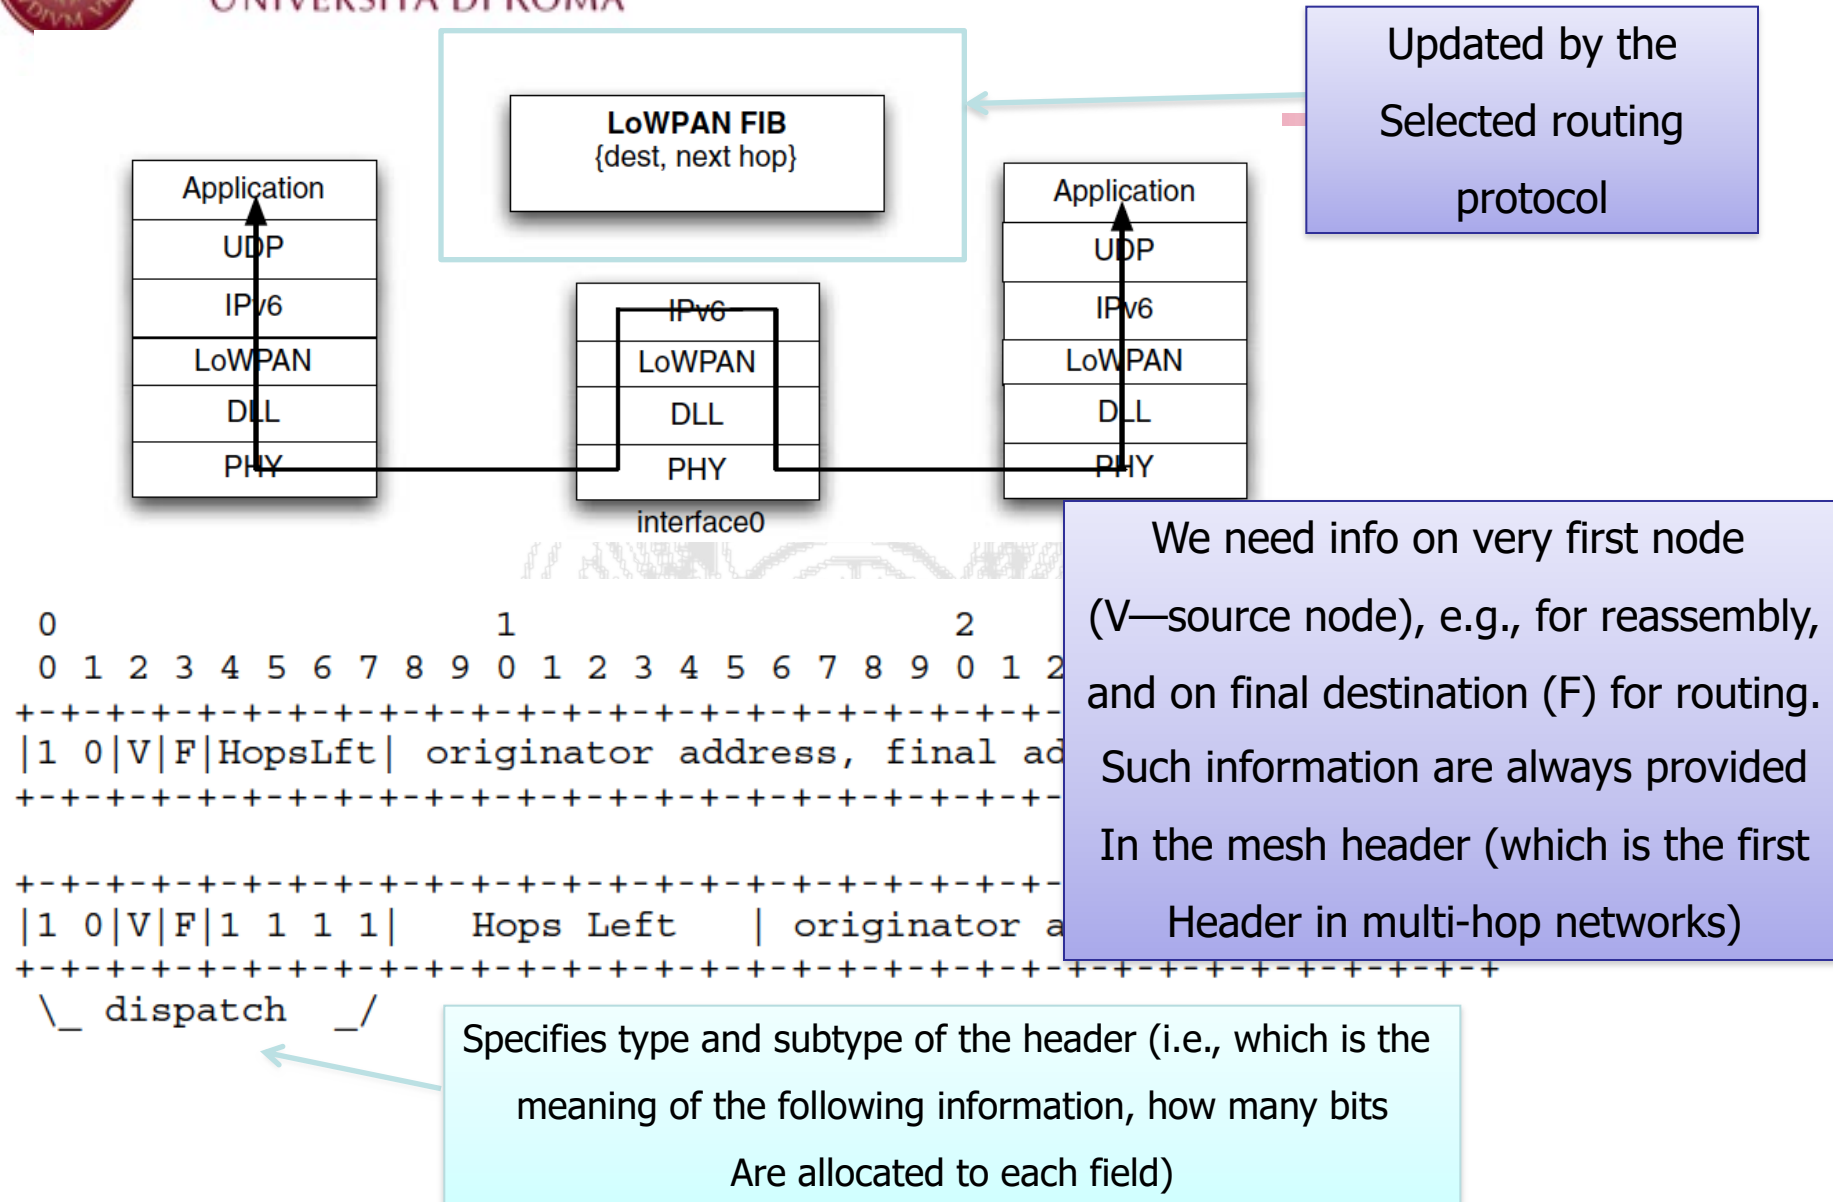 UNIVERSITÀ DI ROMA
Updated by the
Selected routing
protocol
LoWPAN FIB
{dest, next hop}
Application
UDP
IPv6
LoWPAN
DLL
PHY
IPv6
LoWPAN
DLL
PHY
interface0
Application
UDP
IPv6
LoWPAN
DLL
PHY
We need info on very first node
(V—source node), e.g., for reassembly,
and on final destination (F) for routing.
Such information are always provided
In the mesh header (which is the first
Header in multi-hop networks)
0 1 2
0 1 2 3 4 5 6 7 8 9 0 1 2 3 4 5 6 7 8 9 0 1 2
+-+-+-+-+-+-+-+-+-+-+-+-+-+-+-+-+-+-+-+-+-+-+-
|1 0|V|F|HopsLft| originator address, final ad
+-+-+-+-+-+-+-+-+-+-+-+-+-+-+-+-+-+-+-+-+-+-+-
+-+-+-+-+-+-+-+-+-+-+-+-+-+-+-+-+-+-+-+-+-+-+-
|1 0|V|F|1 1 1 1| Hops Left | originator a
+-+-+-+-+-+-+-+-+-+-+-+-+-+-+-+-+-+-+-+-+-+-+-+-+-+-+-+-+-+-+-+-+
\_ dispatch _/
Specifies type and subtype of the header (i.e., which is the
meaning of the following information, how many bits
Are allocated to each field)